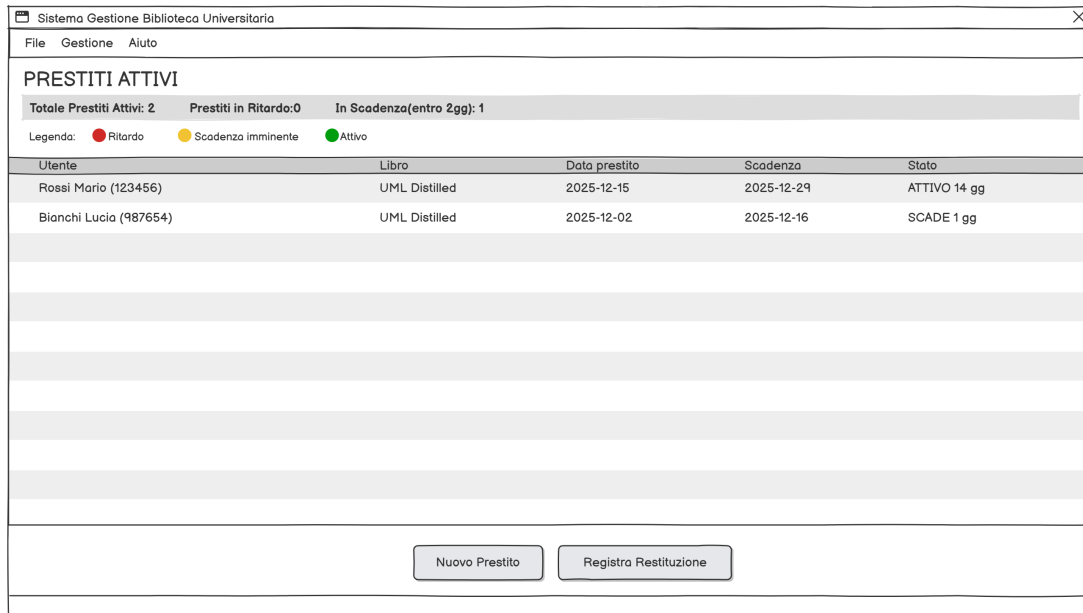 Sistema Gestione Biblioteca Universitaria
File Gestione Aiuto
PRESTITI ATTIVI
Totale Prestiti Attivi: 2 Prestiti in Ritardo:0 In Scadenza(entro 2gg): 1
Legenda: Ritardo Scadenza imminente Attivo
Utente Libro Data prestito Scadenza Stato
Rossi Mario (123456) UML Distilled 2025-12-15 2025-12-29 ATTIVO 14 gg
Bianchi Lucia (987654) UML Distilled 2025-12-02 2025-12-16 SCADE 1 gg
Nuovo Prestito Registra Restituzione